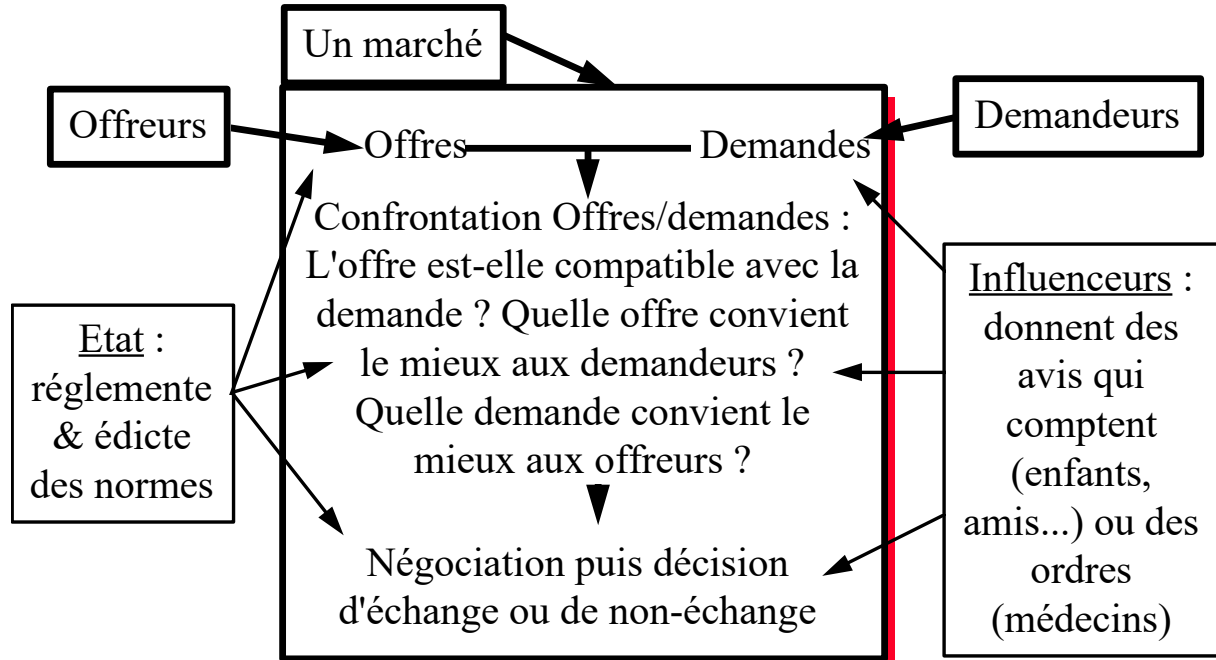 Un marché
Offreurs
Demandeurs
Offres
Demandes
Confrontation Offres/demandes :
L'offre est-elle compatible avec la
demande ? Quelle offre convient
le mieux aux demandeurs ?
Quelle demande convient le
mieux aux offreurs ?
Négociation puis décision
d'échange ou de non-échange
Etat :
réglemente
& édicte
des normes
Influenceurs :
donnent des
avis qui
comptent
(enfants,
amis...) ou des
ordres
(médecins)